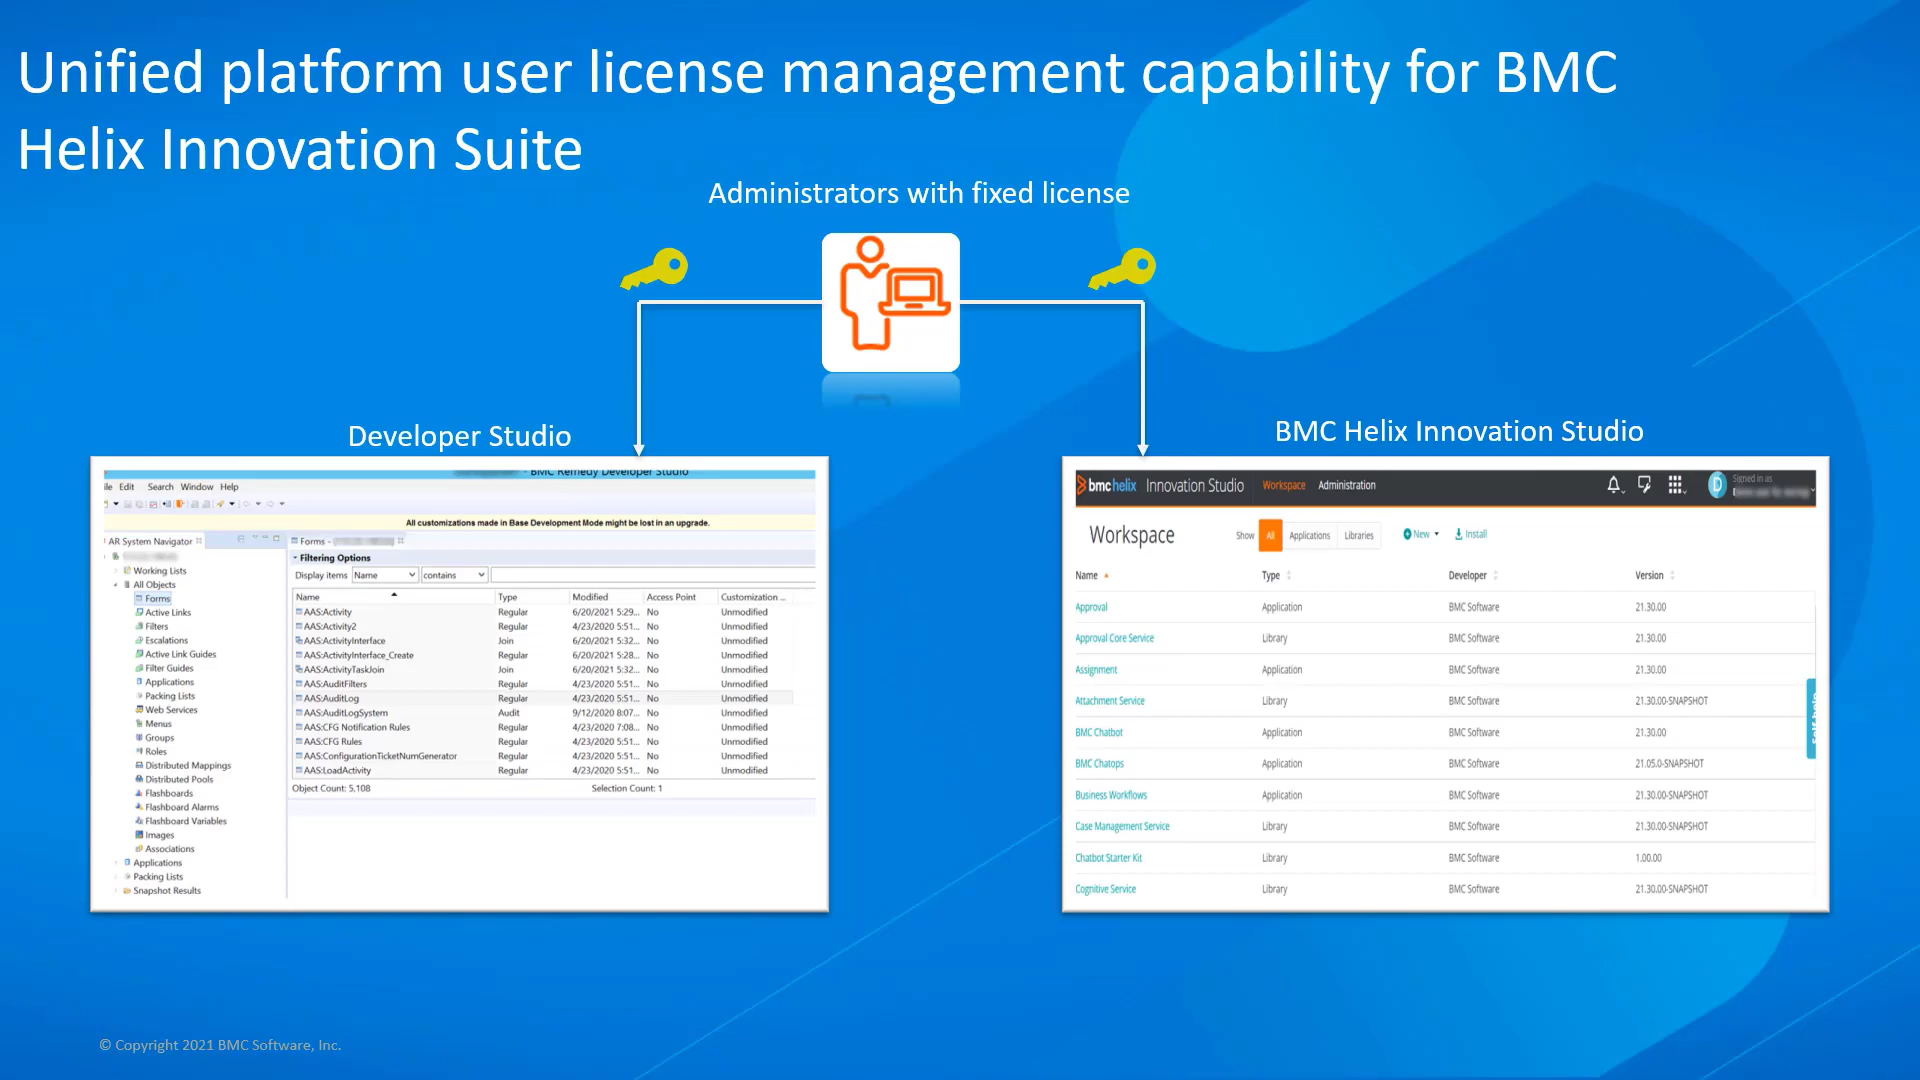 Unified platform user license management capability for BMC
Helix Innovation Suite
Administrators with fixed license
Developer Studio
BMC Helix Innovation Studio
- BMC Remedy Developer Studio
ile Edit Search Window Help
All customizations made in Base Development Mode might be lost in an upgrade.
AR System Navigator
Working Lists
All Objects
Forms
Active Links
Filters
Escalations
Active Link Guides
Filter Guides
Applications
Packing Lists
Web Services
Menus
Groups
Roles
Distributed Mappings
Distributed Pools
Flashboards
Flashboard Alarms
Flashboard Variables
Images
Associations
Applications
Packing Lists
Snapshot Results
Forms -
Filtering Options
Display items Name contains
Name Type Modified Access Point Customization ...
AAS:Activity Regular 6/20/2021 5:29... No Unmodified
AAS:Activity2 Regular 4/23/2020 5:51... No Unmodified
AAS:ActivityInterface Join 6/20/2021 5:32... No Unmodified
AAS:ActivityInterface_Create Regular 6/20/2021 5:28... No Unmodified
AAS:ActivityTaskJoin Join 6/20/2021 5:32... No Unmodified
AAS:AuditFilters Regular 4/23/2020 5:51... No Unmodified
AAS:AuditLog Regular 4/23/2020 5:51... No Unmodified
AAS:AuditLogSystem Audit 9/12/2020 8:07... No Unmodified
AAS:CFG Notification Rules Regular 4/23/2020 7:08... No Unmodified
AAS:CFG Rules Regular 4/23/2020 5:51... No Unmodified
AAS:ConfigurationTicketNumGenerator Regular 4/23/2020 5:51... No Unmodified
AAS:LoadActivity Regular 4/23/2020 5:51... No Unmodified
Object Count: 5,108 Selection Count: 1
bmchelix Innovation Studio Workspace Administration D Signed in as
Workspace Show All Applications Libraries New Install
Name Type Developer Version
Approval Application BMC Software 21.30.00
Approval Core Service Library BMC Software 21.30.00
Assignment Application BMC Software 21.30.00
Attachment Service Library BMC Software 21.30.00-SNAPSHOT
BMC Chatbot Application BMC Software 21.30.00
BMC Chatops Application BMC Software 21.05.0-SNAPSHOT
Business Workflows Application BMC Software 21.30.00-SNAPSHOT
Case Management Service Library BMC Software 21.30.00-SNAPSHOT
Chatbot Starter Kit Library BMC Software 1.00.00
Cognitive Service Library BMC Software 21.30.00-SNAPSHOT
Self help
© Copyright 2021 BMC Software, Inc.